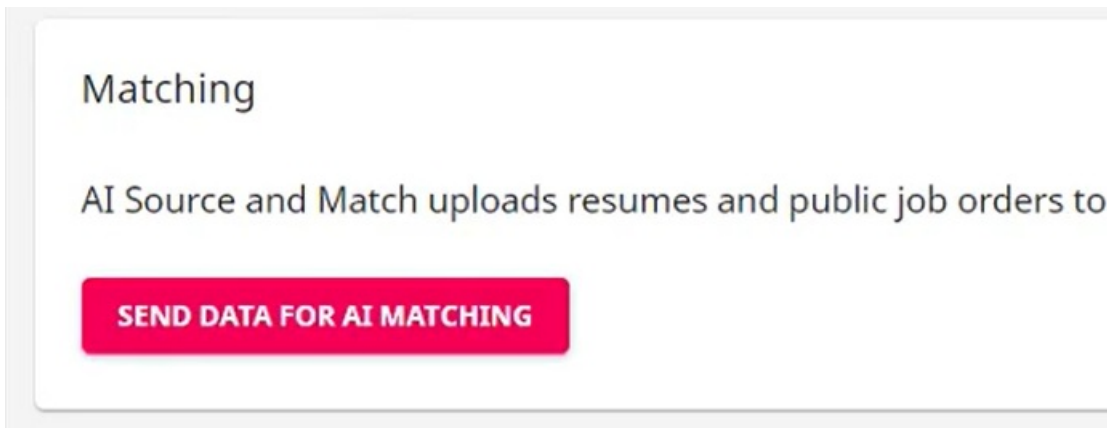 Matching
AI Source and Match uploads resumes and public job orders to
SEND DATA FOR AI MATCHING